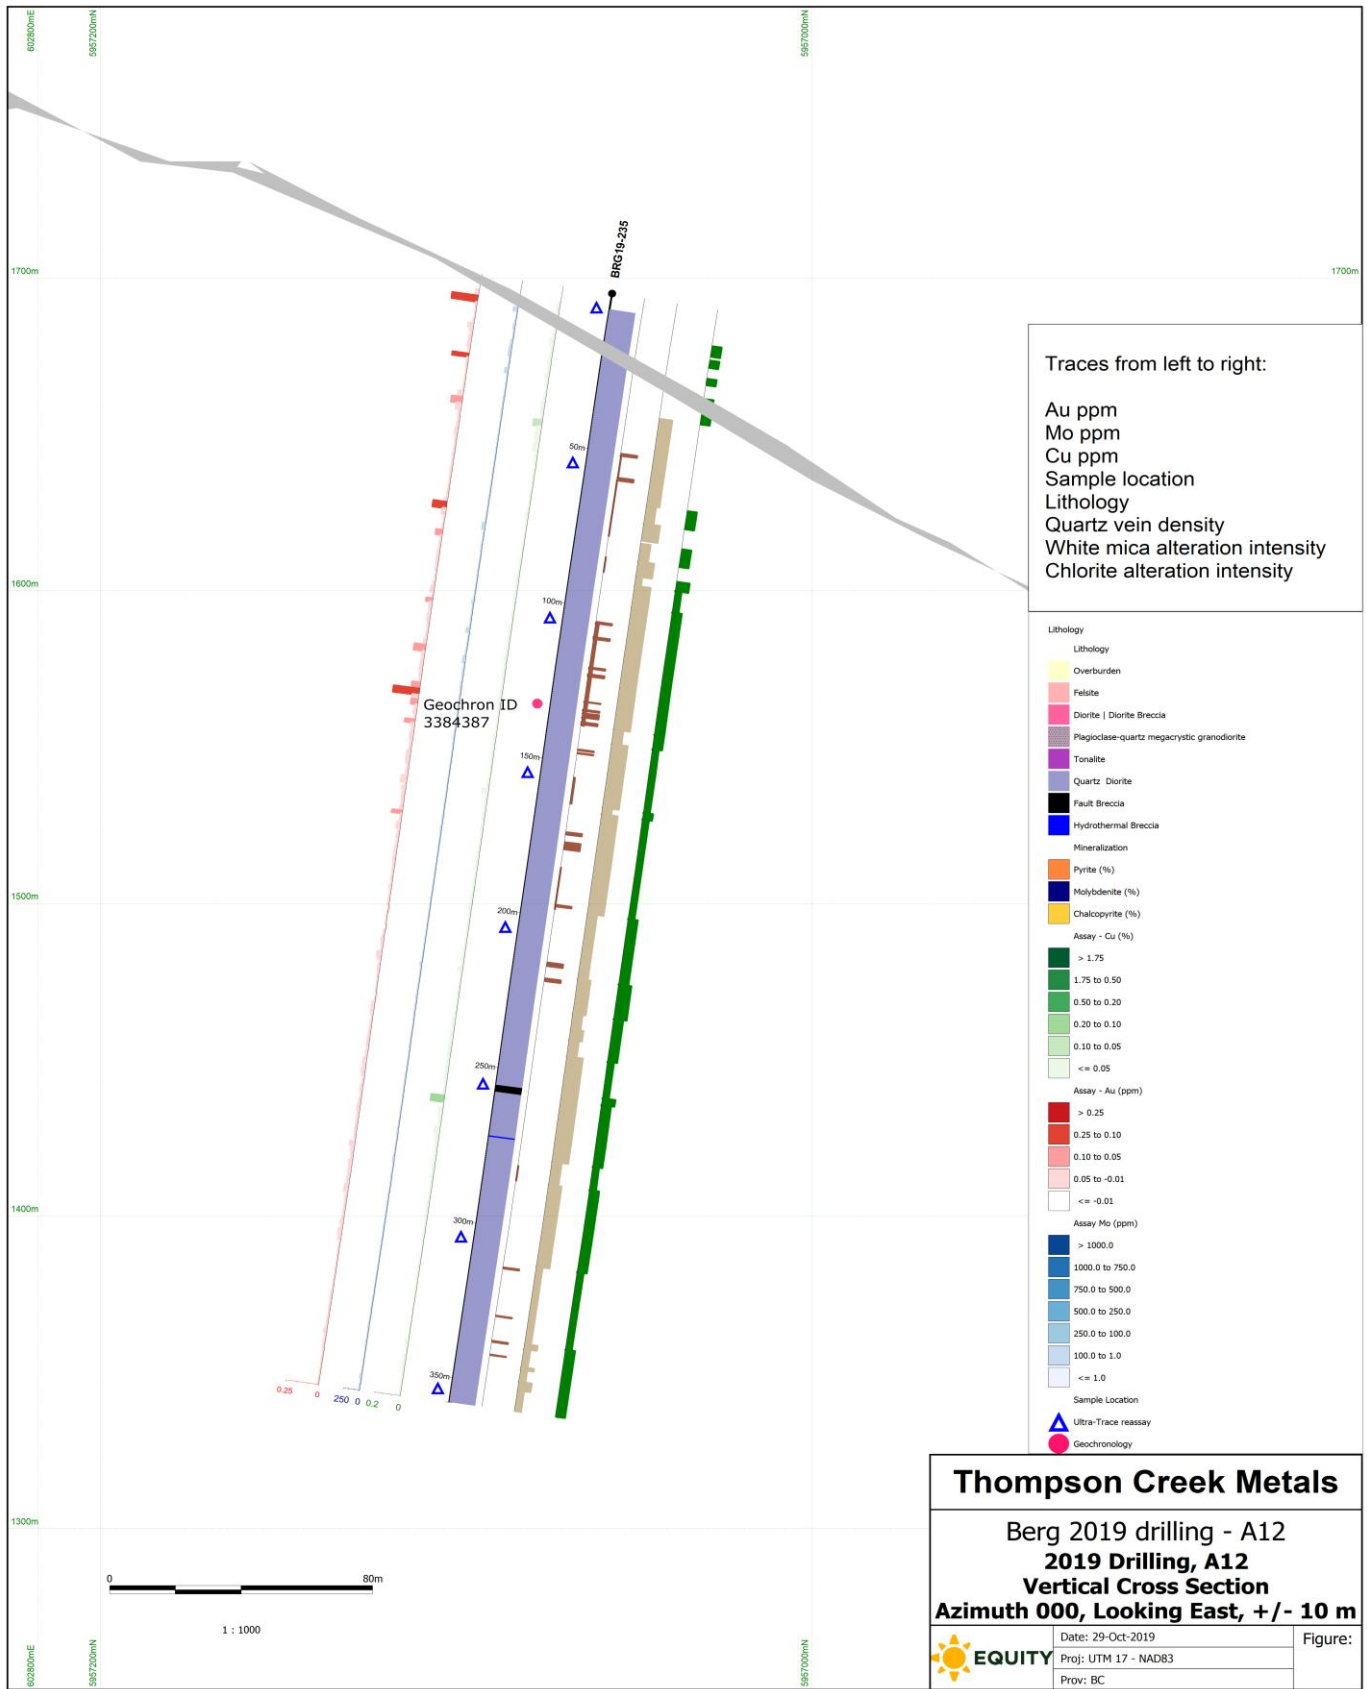 602800mE
5957200mN
5957000mN
BRG19-235
1700m
1700m
50m
1600m
100m
Geochron ID
3384387
150m
1500m
200m
250m
1400m
300m
350m
0.25
0
250
0
0.2
0
1300m
0
80m
1 : 1000
602800mE
5957200mN
5957000mN
Traces from left to right:
Au ppm
Mo ppm
Cu ppm
Sample location
Lithology
Quartz vein density
White mica alteration intensity
Chlorite alteration intensity
Lithology
Lithology
Overburden
Felsite
Diorite | Diorite Breccia
Plagioclase-quartz megacrystic granodiorite
Tonalite
Quartz Diorite
Fault Breccia
Hydrothermal Breccia
Mineralization
Pyrite (%)
Molybdenite (%)
Chalcopyrite (%)
Assay - Cu (%)
> 1.75
1.75 to 0.50
0.50 to 0.20
0.20 to 0.10
0.10 to 0.05
<= 0.05
Assay - Au (ppm)
> 0.25
0.25 to 0.10
0.10 to 0.05
0.05 to -0.01
<= -0.01
Assay Mo (ppm)
> 1000.0
1000.0 to 750.0
750.0 to 500.0
500.0 to 250.0
250.0 to 100.0
100.0 to 1.0
<= 1.0
Sample Location
Ultra-Trace reassay
Geochronology
Thompson Creek Metals
Berg 2019 drilling - A12
2019 Drilling, A12
Vertical Cross Section
Azimuth 000, Looking East, +/- 10 m
EQUITY
Date: 29-Oct-2019
Proj: UTM 17 - NAD83
Prov: BC
Figure: